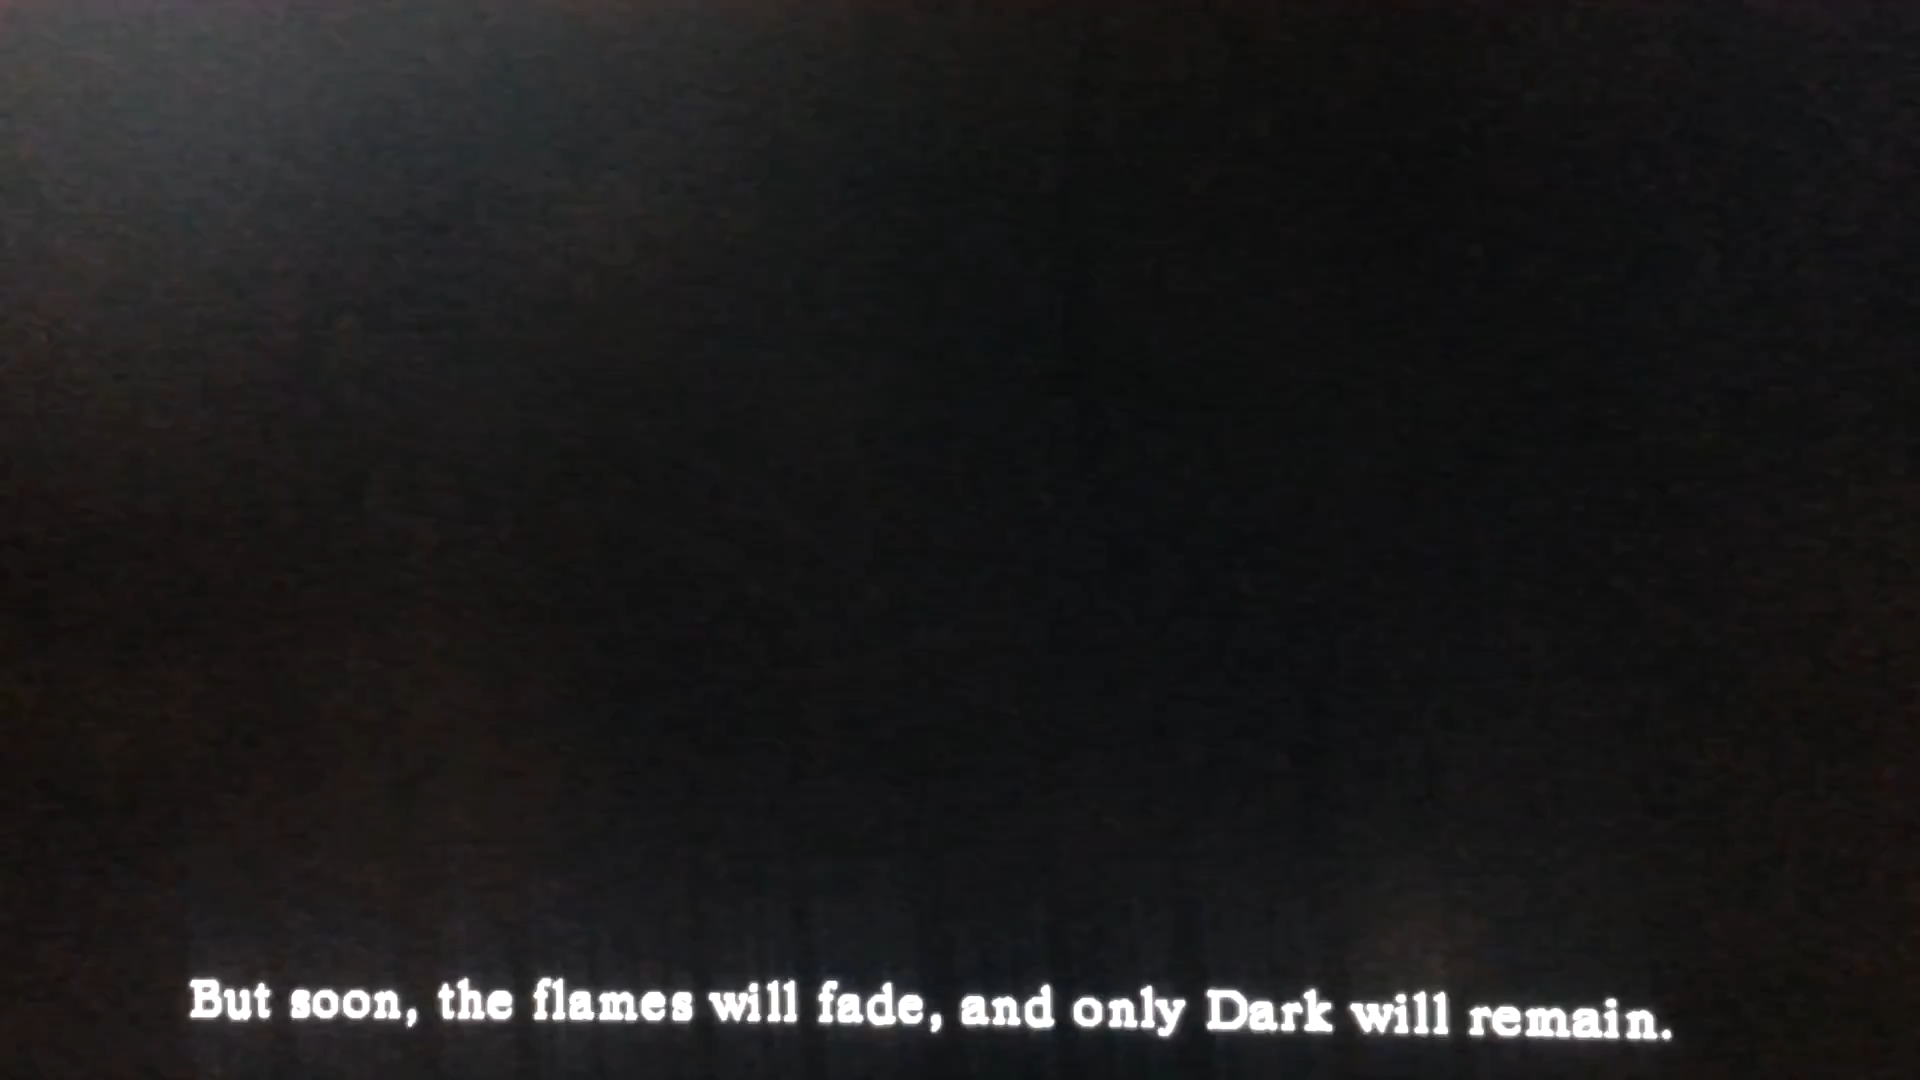 But soon, the flames will fade, and only Dark will remain.